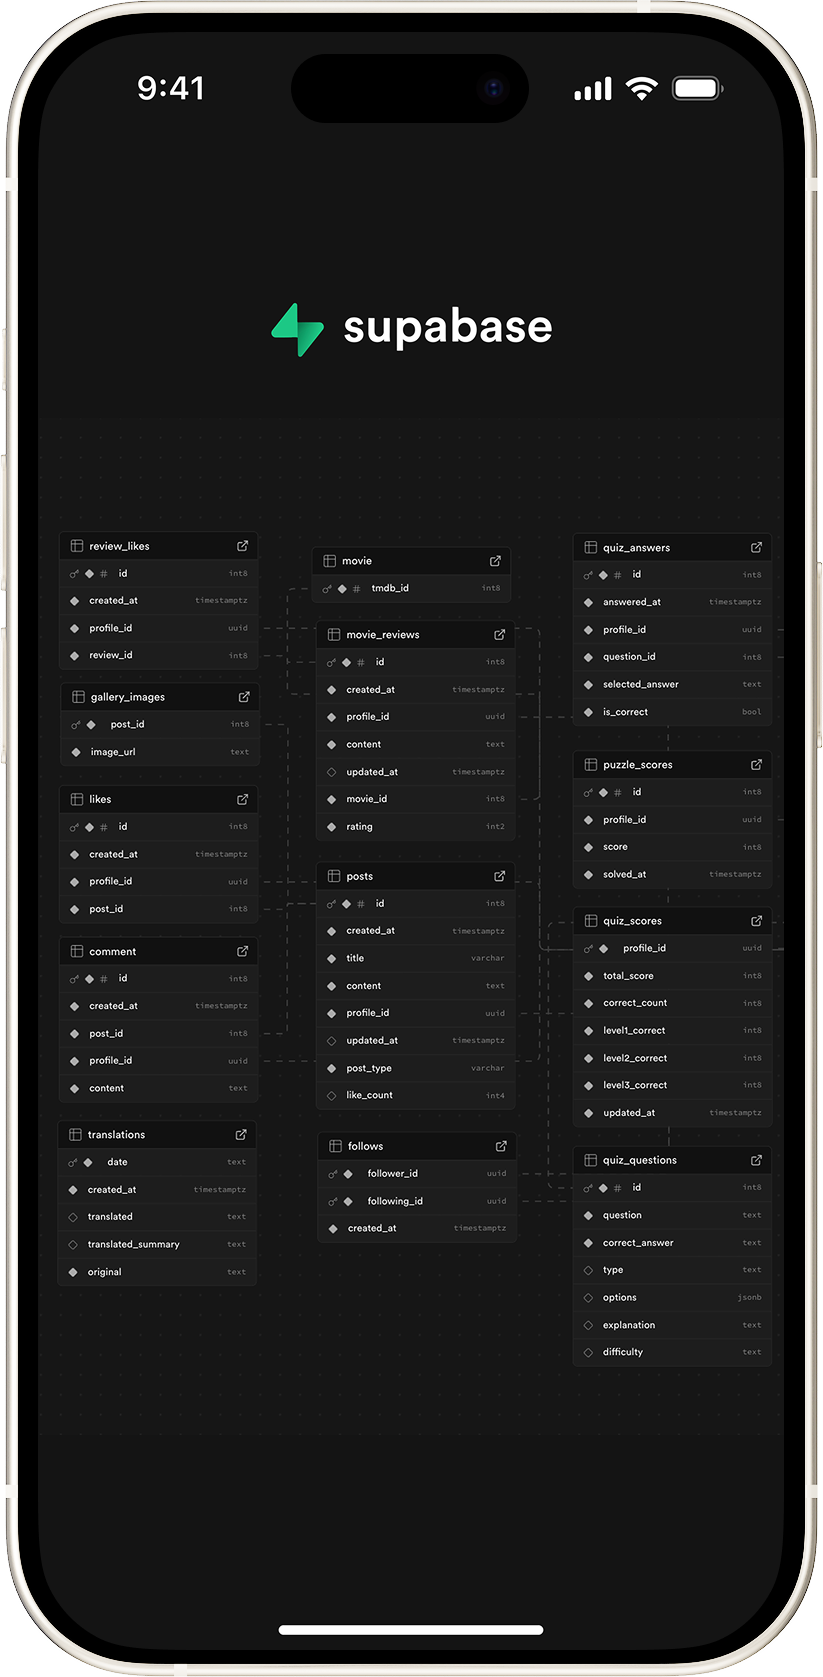 9:41
supabase
review_likes
# id int8
created_at timestamptz
profile_id uuid
review_id int8
gallery_images
post_id int8
image_url text
likes
# id int8
created_at timestamptz
profile_id uuid
post_id int8
comment
# id int8
created_at timestamptz
post_id int8
profile_id uuid
content text
translations
date text
created_at timestamptz
translated text
translated_summary text
original text
movie
# tmdb_id int8
movie_reviews
# id int8
created_at timestamptz
profile_id uuid
content text
updated_at timestamptz
movie_id int8
rating int2
posts
# id int8
created_at timestamptz
title varchar
content text
profile_id uuid
updated_at timestamptz
post_type varchar
like_count int4
follows
follower_id uuid
following_id uuid
created_at timestamptz
quiz_answers
# id int8
answered_at timestamptz
profile_id uuid
question_id int8
selected_answer text
is_correct bool
puzzle_scores
# id int8
profile_id uuid
score int8
solved_at timestamptz
quiz_scores
profile_id uuid
total_score int8
correct_count int8
level1_correct int8
level2_correct int8
level3_correct int8
updated_at timestamptz
quiz_questions
# id int8
question text
correct_answer text
type text
options jsonb
explanation text
difficulty text